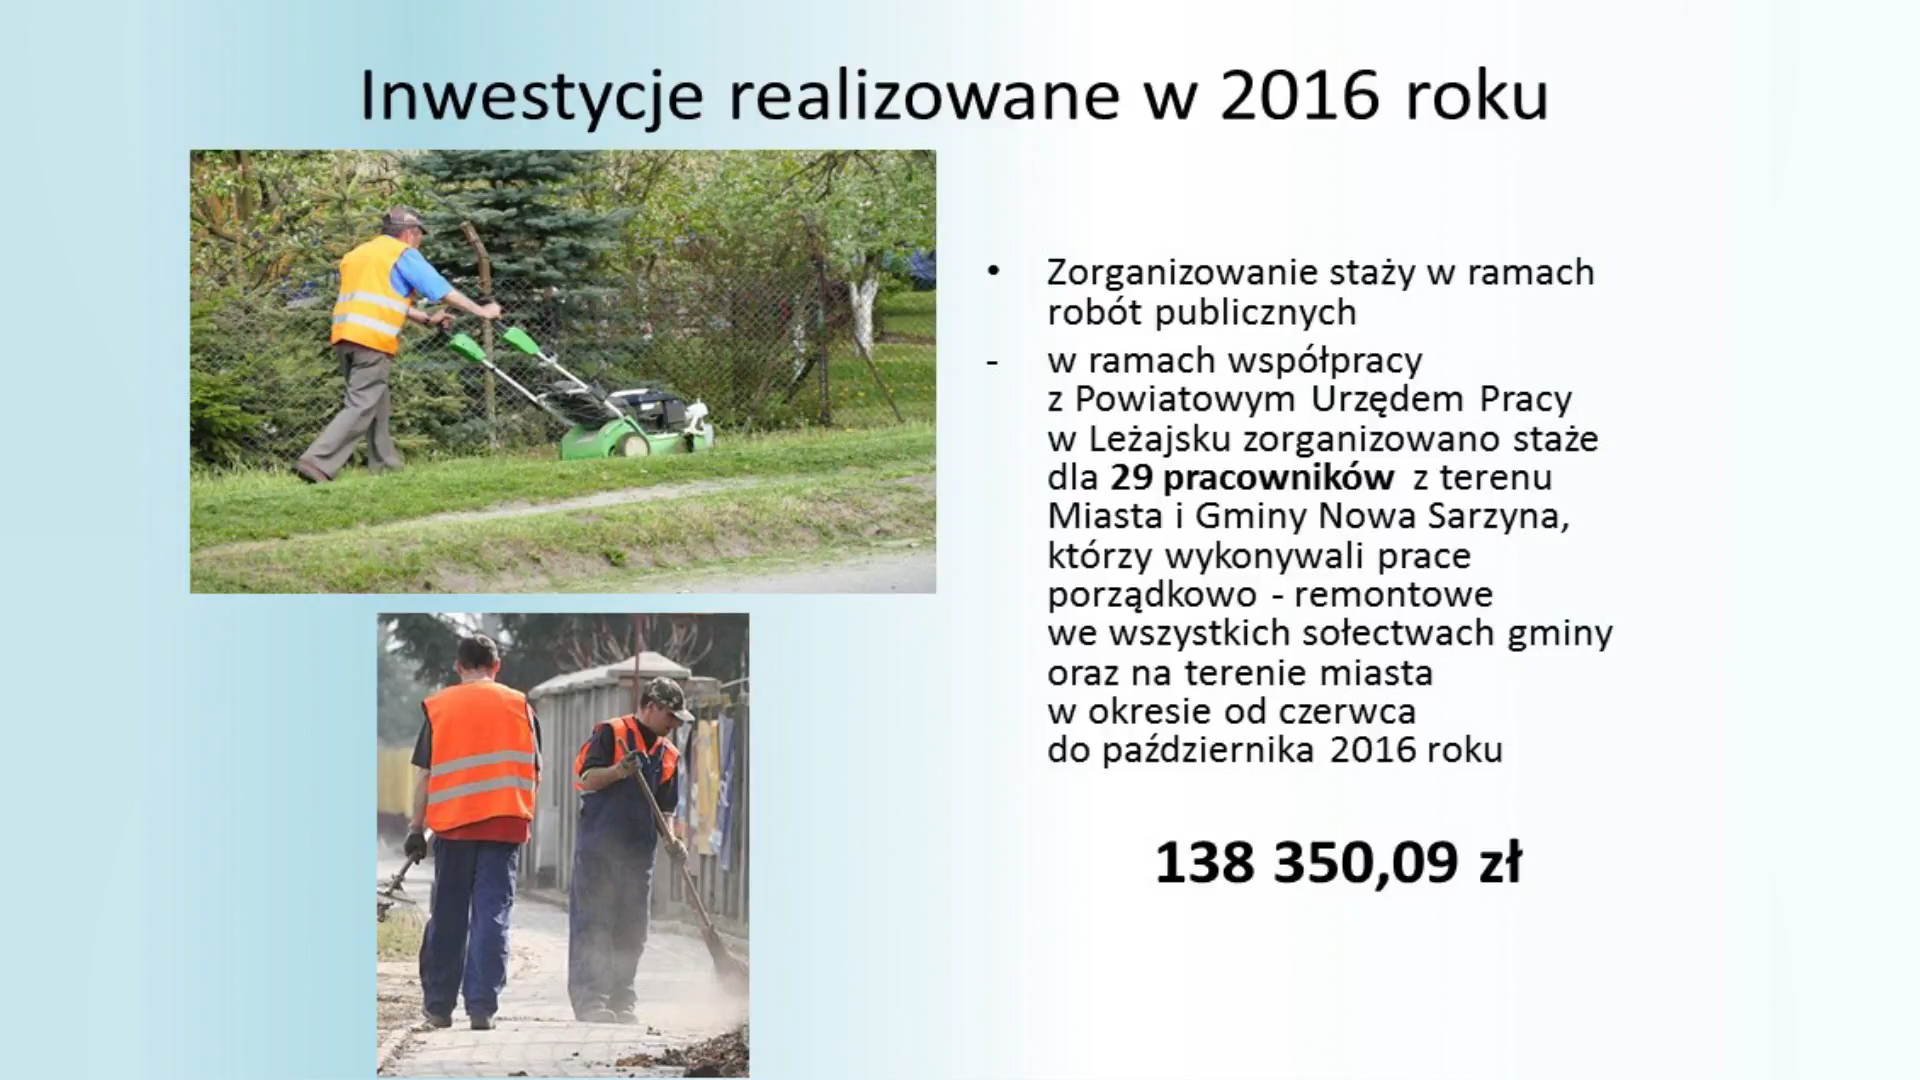 Inwestycje realizowane w 2016 roku
• Zorganizowanie staży w ramach
robót publicznych
- w ramach współpracy
z Powiatowym Urzędem Pracy
w Leżajsku zorganizowano staże
dla 29 pracowników z terenu
Miasta i Gminy Nowa Sarzyna,
którzy wykonywali prace
porządkowo - remontowe
we wszystkich sołectwach gminy
oraz na terenie miasta
w okresie od czerwca
do października 2016 roku
138 350,09 zł